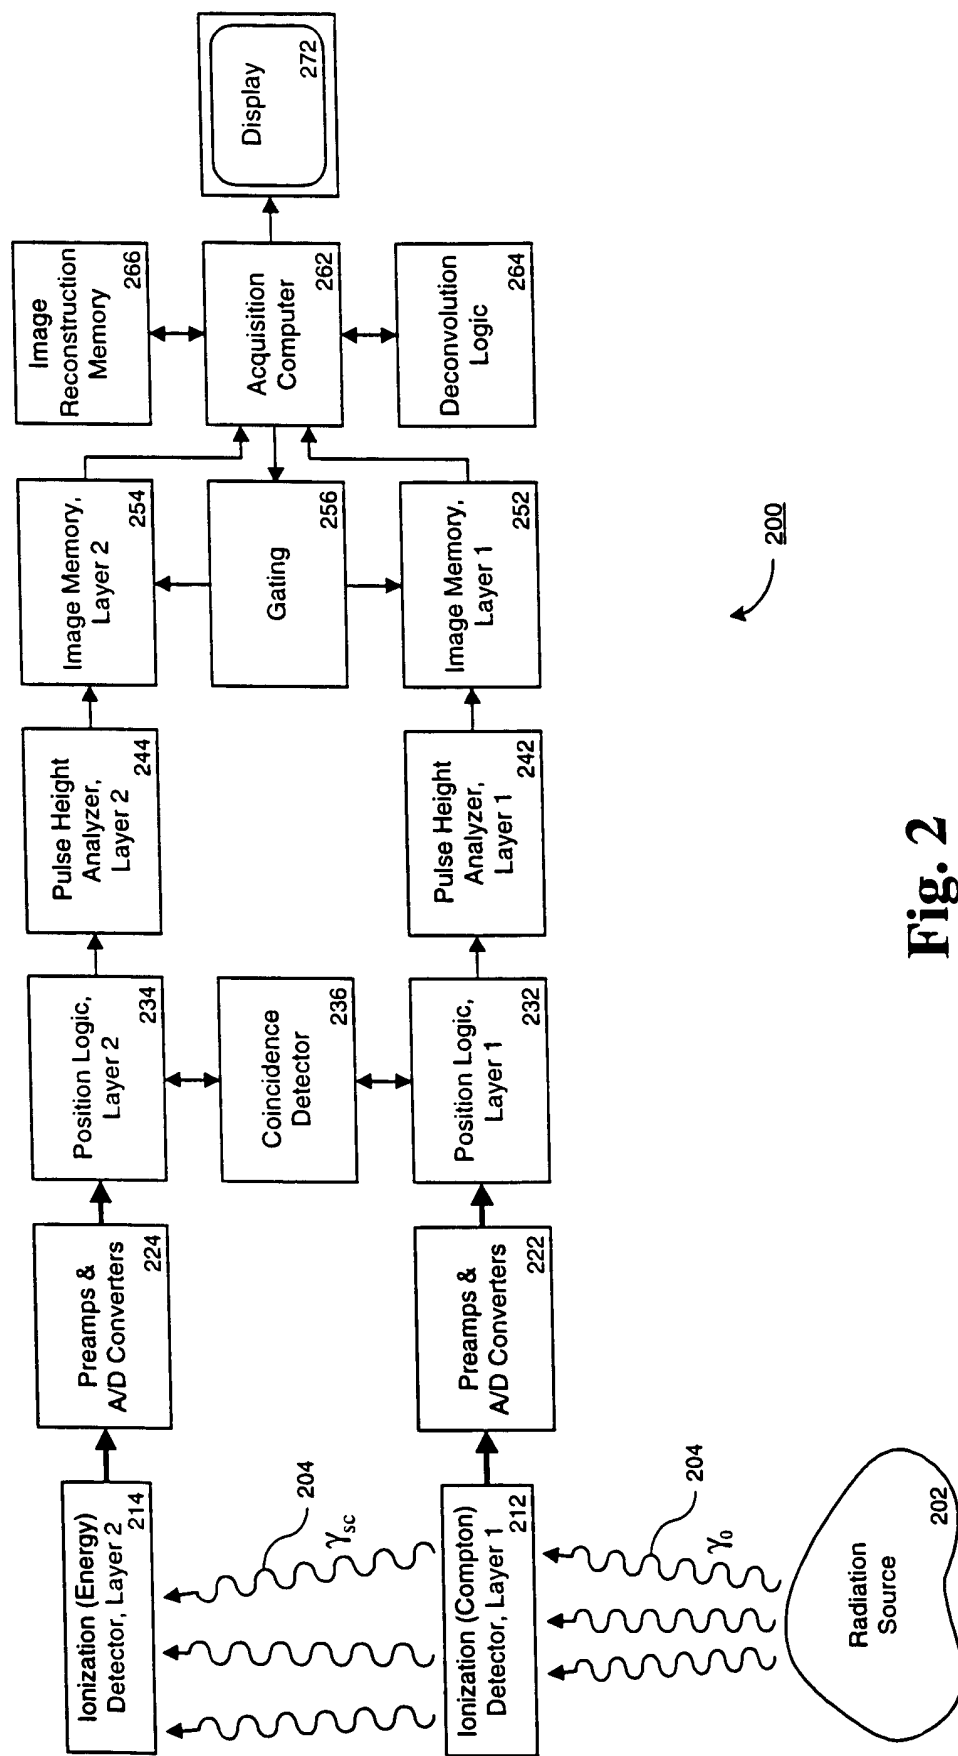 Ionization (Energy)
Detector, Layer 2
214
Preamps &
A/D Converters
224
Position Logic,
Layer 2
234
Pulse Height
Analyzer,
Layer 2
244
Image Memory,
Layer 2
254
Image
Reconstruction
Memory
266
204
γsc
Coincidence
Detector
236
Gating
256
Acquisition
Computer
262
Display
272
Ionization (Compton)
Detector, Layer 1
212
Preamps &
A/D Converters
222
Position Logic,
Layer 1
232
Pulse Height
Analyzer,
Layer 1
242
Image Memory,
Layer 1
252
Deconvolution
Logic
264
204
γ0
Radiation
Source
202
200
Fig. 2